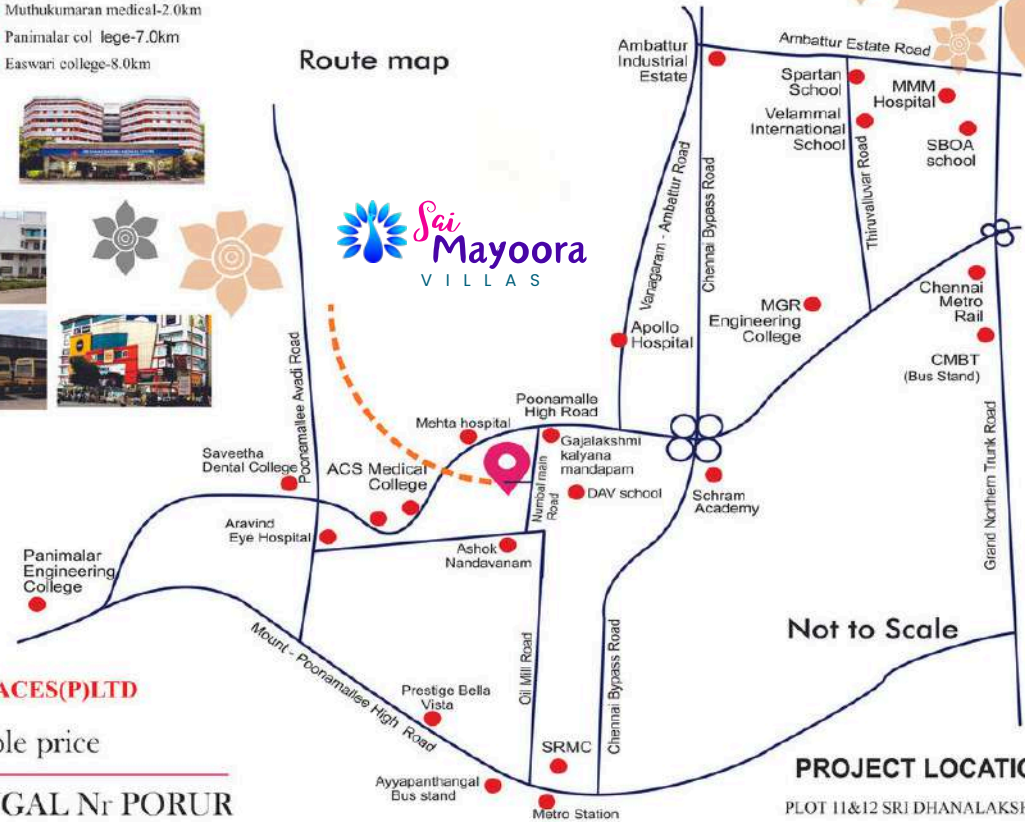 Muthukumaran medical-2.0km
Panimalar col lege-7.0km
Easwari college-8.0km
Route map
Ambattur
Industrial
Estate
Ambattur Estate Road
Spartan
School
MMM
Hospital
Velammal
International
School
SBOA
school
Sai
Mayoora
VILLAS
Vanagaram - Ambattur Road
Chennai Bypass Road
Thiruvalluvar Road
Chennai
Metro
Rail
MGR
Engineering
College
Apollo
Hospital
CMBT
(Bus Stand)
Poonamallee Avadi Road
Poonamalle
High Road
Mehta hospital
Gajalakshmi
kalyana
mandapam
Saveetha
Dental College
ACS Medical
College
Numbal main
Road
DAV school
Schram
Academy
Grand Northern Trunk Road
Aravind
Eye Hospital
Ashok
Nandavanam
Panimalar
Engineering
College
Not to Scale
Mount - Poonamallee High Road
Oil Mill Road
Chennai Bypass Road
Prestige Bella
Vista
ACES(P)LTD
ble price
SRMC
Ayyapanthangal
Bus stand
Metro Station
PROJECT LOCATIO
GAL Nr PORUR
PLOT 11&12 SRI DHANALAKSH